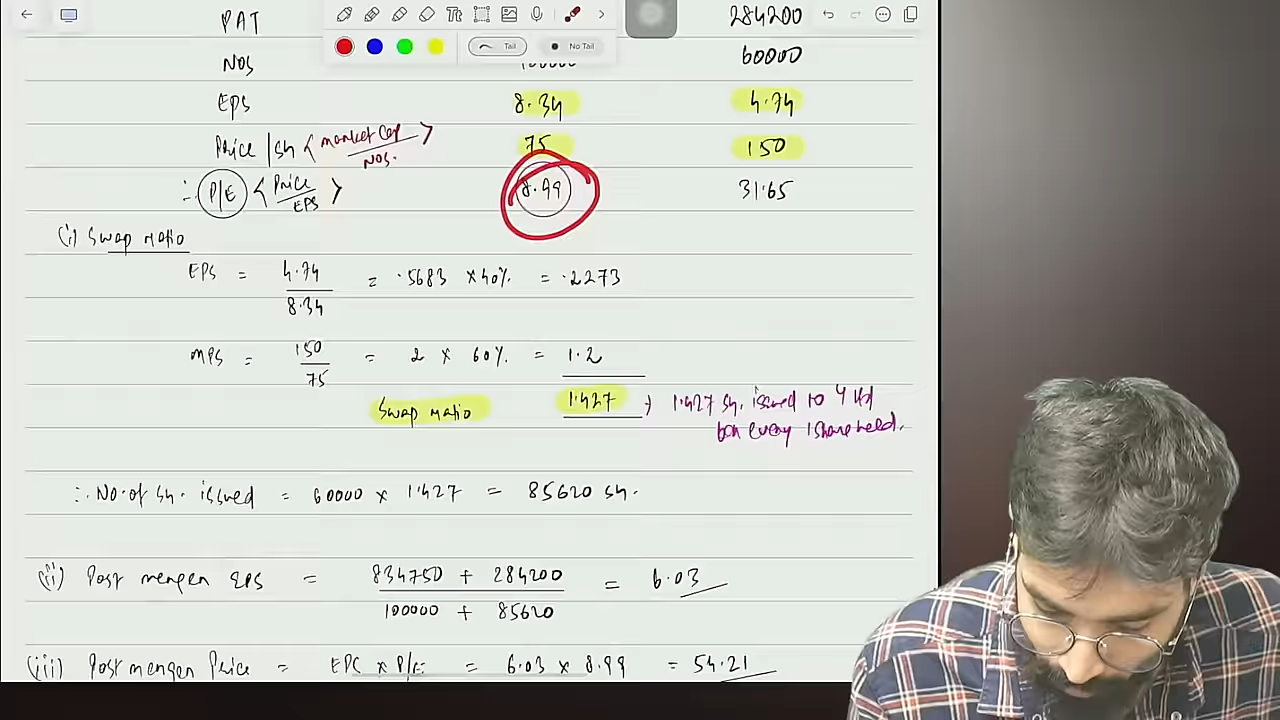 PAT 284200
Tail No Tail
NOS 100000 60000
EPS 8.34 4.74
Price/Sh < market cap / NOS. > 75 150
∴ P/E < Price / EPS > 8.99 31.65
(i) Swap Ratio
EPS = 4.74 / 8.34 = .5683 × 40% = .2273
MPS = 150 / 75 = 2 × 60% = 1.2
Swap Ratio 1.427 → 1.427 sh. issued to Y Ltd
for every 1 share held.
∴ No. of sh. issued = 60000 × 1.427 = 85620 sh.
(ii) Post merger EPS = 834750 + 284200 / 100000 + 85620 = 6.03
(iii) Post merger Price = EPS × P/E = 6.03 × 8.99 = 54.21